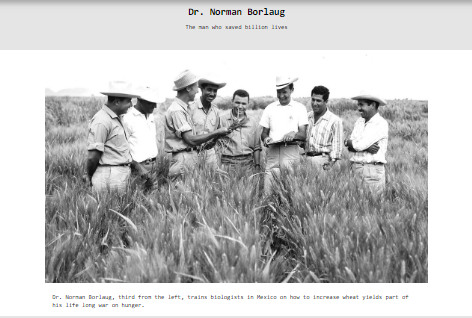 Dr. Norman Borlaug
The man who saved billion lives
Dr. Norman Borlaug, third from the left, trains biologists in Mexico on how to increase wheat yields part of
his life long war on hunger.